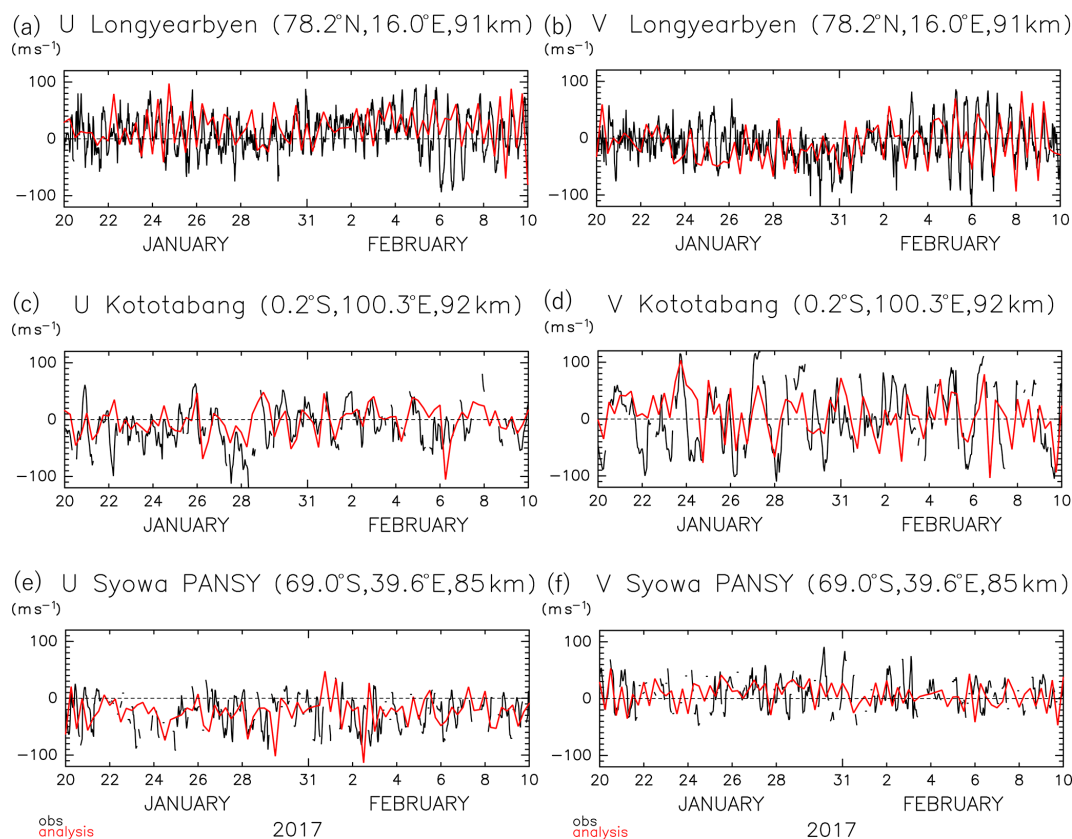 (a) U Longyearbyen (78.2°N,16.0°E,91km)
(ms⁻¹)
100
0
−100
20 22 24 26 28 31 2 4 6 8 10
JANUARY FEBRUARY
(b) V Longyearbyen (78.2°N,16.0°E,91km)
(ms⁻¹)
100
0
−100
20 22 24 26 28 31 2 4 6 8 10
JANUARY FEBRUARY
(c) U Kototabang (0.2°S,100.3°E,92km)
(ms⁻¹)
100
0
−100
20 22 24 26 28 31 2 4 6 8 10
JANUARY FEBRUARY
(d) V Kototabang (0.2°S,100.3°E,92km)
(ms⁻¹)
100
0
−100
20 22 24 26 28 31 2 4 6 8 10
JANUARY FEBRUARY
(e) U Syowa PANSY (69.0°S,39.6°E,85km)
(ms⁻¹)
100
0
−100
20 22 24 26 28 31 2 4 6 8 10
JANUARY FEBRUARY
obs
analysis
2017
(f) V Syowa PANSY (69.0°S,39.6°E,85km)
(ms⁻¹)
100
0
−100
20 22 24 26 28 31 2 4 6 8 10
JANUARY FEBRUARY
obs
analysis
2017